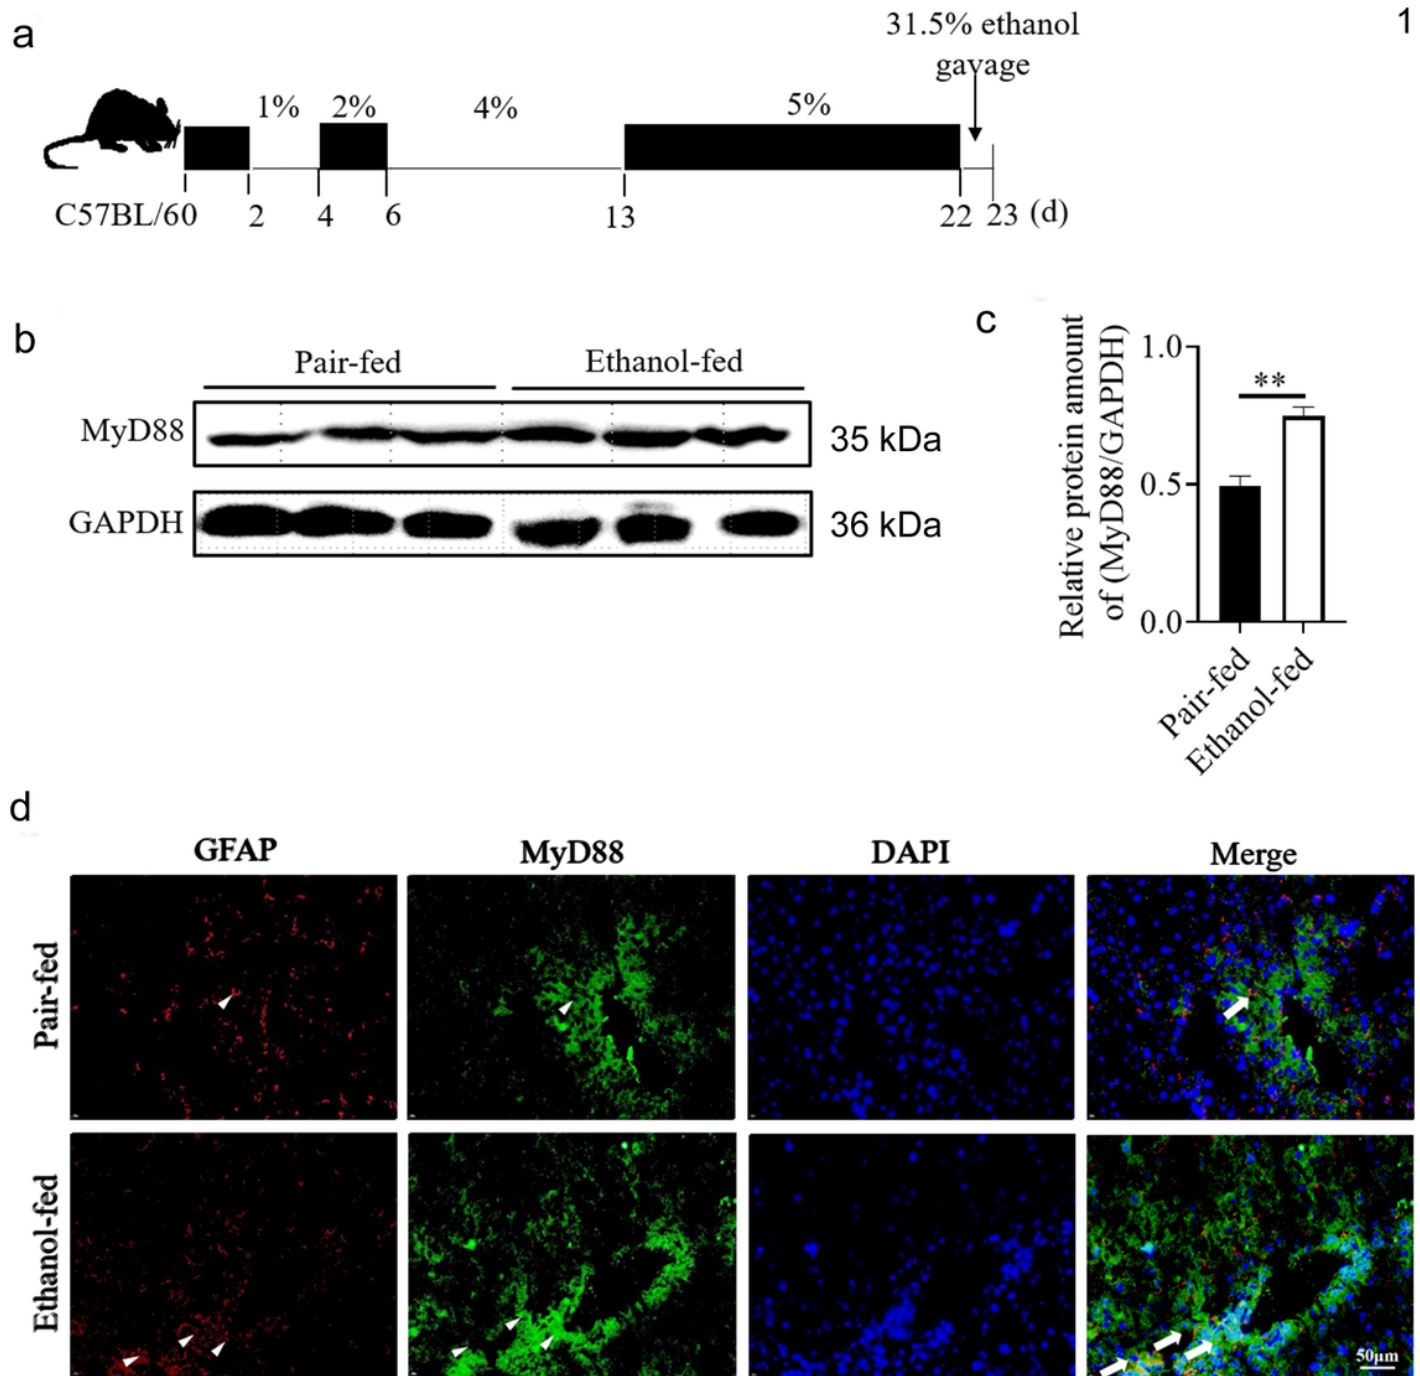 a
1
31.5% ethanol
gavage
1%
2%
4%
5%
C57BL/60
2
4
6
13
22
23 (d)
b
Pair-fed
Ethanol-fed
MyD88
35 kDa
GAPDH
36 kDa
c
Relative protein amount
of (MyD88/GAPDH)
1.0
0.5
0.0
**
Pair-fed
Ethanol-fed
d
GFAP
MyD88
DAPI
Merge
Pair-fed
Ethanol-fed
50μm